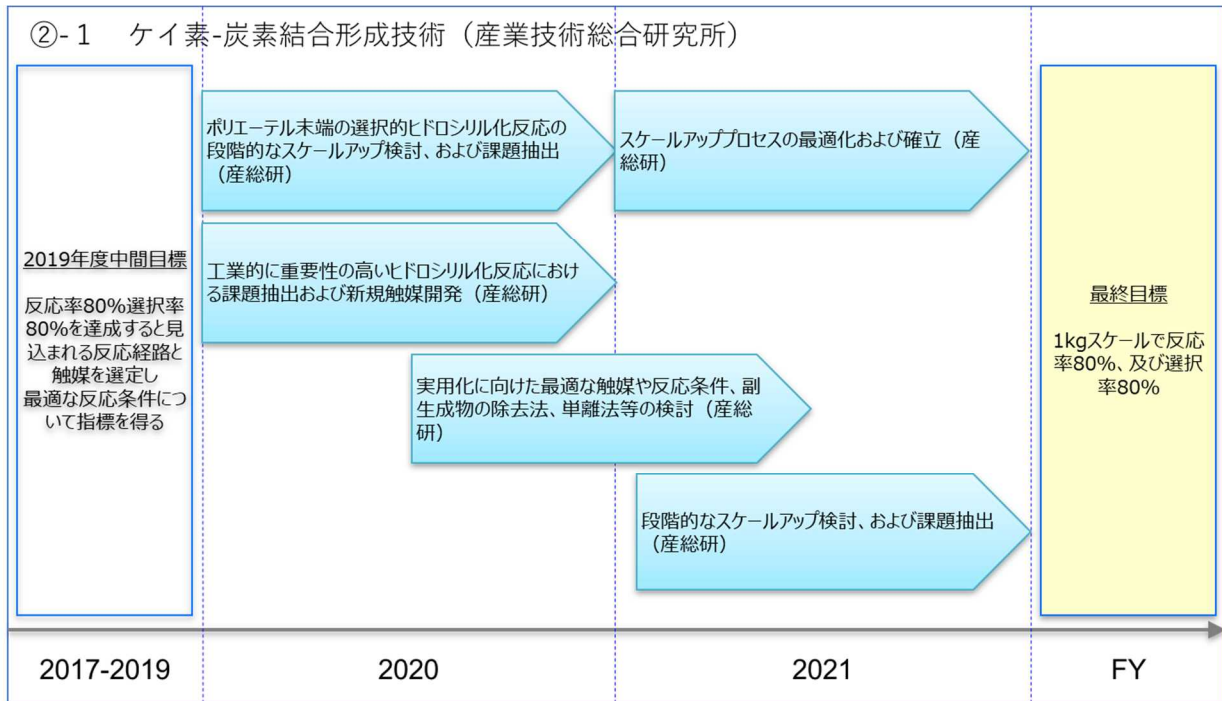 ②-1 ケイ素-炭素結合形成技術（産業技術総合研究所）
2019年度中間目標
反応率80%選択率
80%を達成すると見
込まれる反応経路と
触媒を選定し
最適な反応条件につ
いて指標を得る
ポリエーテル末端の選択的ヒドロシリル化反応の
段階的なスケールアップ検討、および課題抽出
（産総研）
スケールアッププロセスの最適化および確立（産
総研）
工業的に重要性の高いヒドロシリル化反応におけ
る課題抽出および新規触媒開発（産総研）
実用化に向けた最適な触媒や反応条件、副
生成物の除去法、単離法等の検討（産総
研）
段階的なスケールアップ検討、および課題抽出
（産総研）
最終目標
1kgスケールで反応
率80%、及び選択
率80%
2017-2019
2020
2021
FY